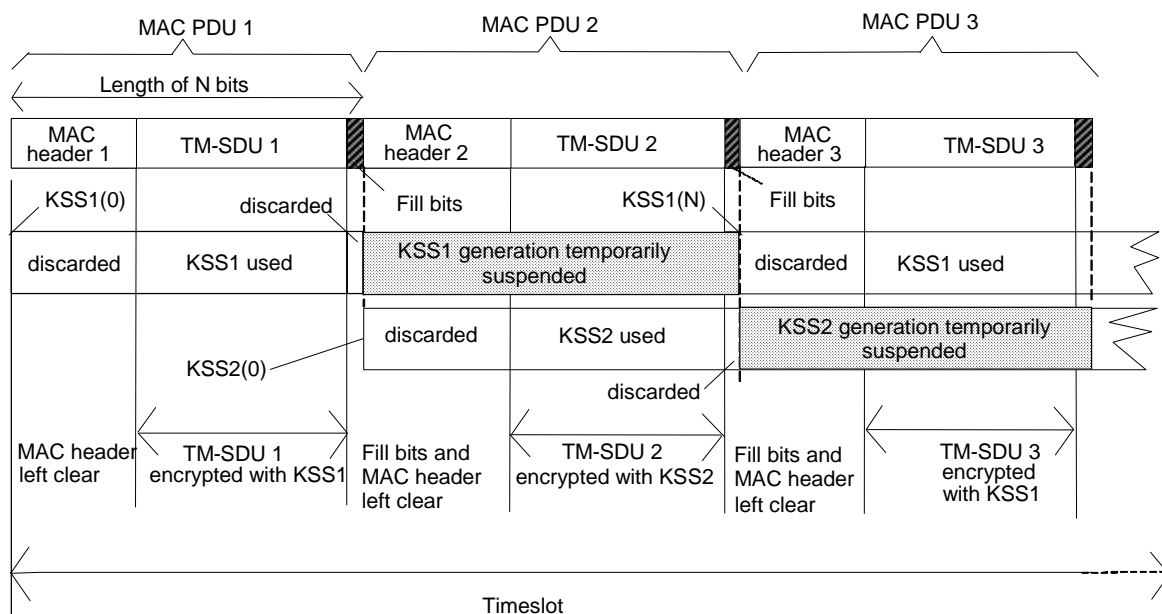 MAC PDU 1
MAC PDU 2
MAC PDU 3
Length of N bits
MAC
header 1
TM-SDU 1
MAC
header 2
TM-SDU 2
MAC
header 3
TM-SDU 3
KSS1(0)
discarded
Fill bits
KSS1(N)
Fill bits
discarded
KSS1 used
KSS1 generation temporarily
suspended
discarded
KSS1 used
KSS2(0)
discarded
KSS2 used
KSS2 generation temporarily
suspended
discarded
MAC header
left clear
TM-SDU 1
encrypted with KSS1
Fill bits and
MAC header
left clear
TM-SDU 2
encrypted with KSS2
Fill bits and
MAC header
left clear
TM-SDU 3
encrypted
with KSS1
Timeslot